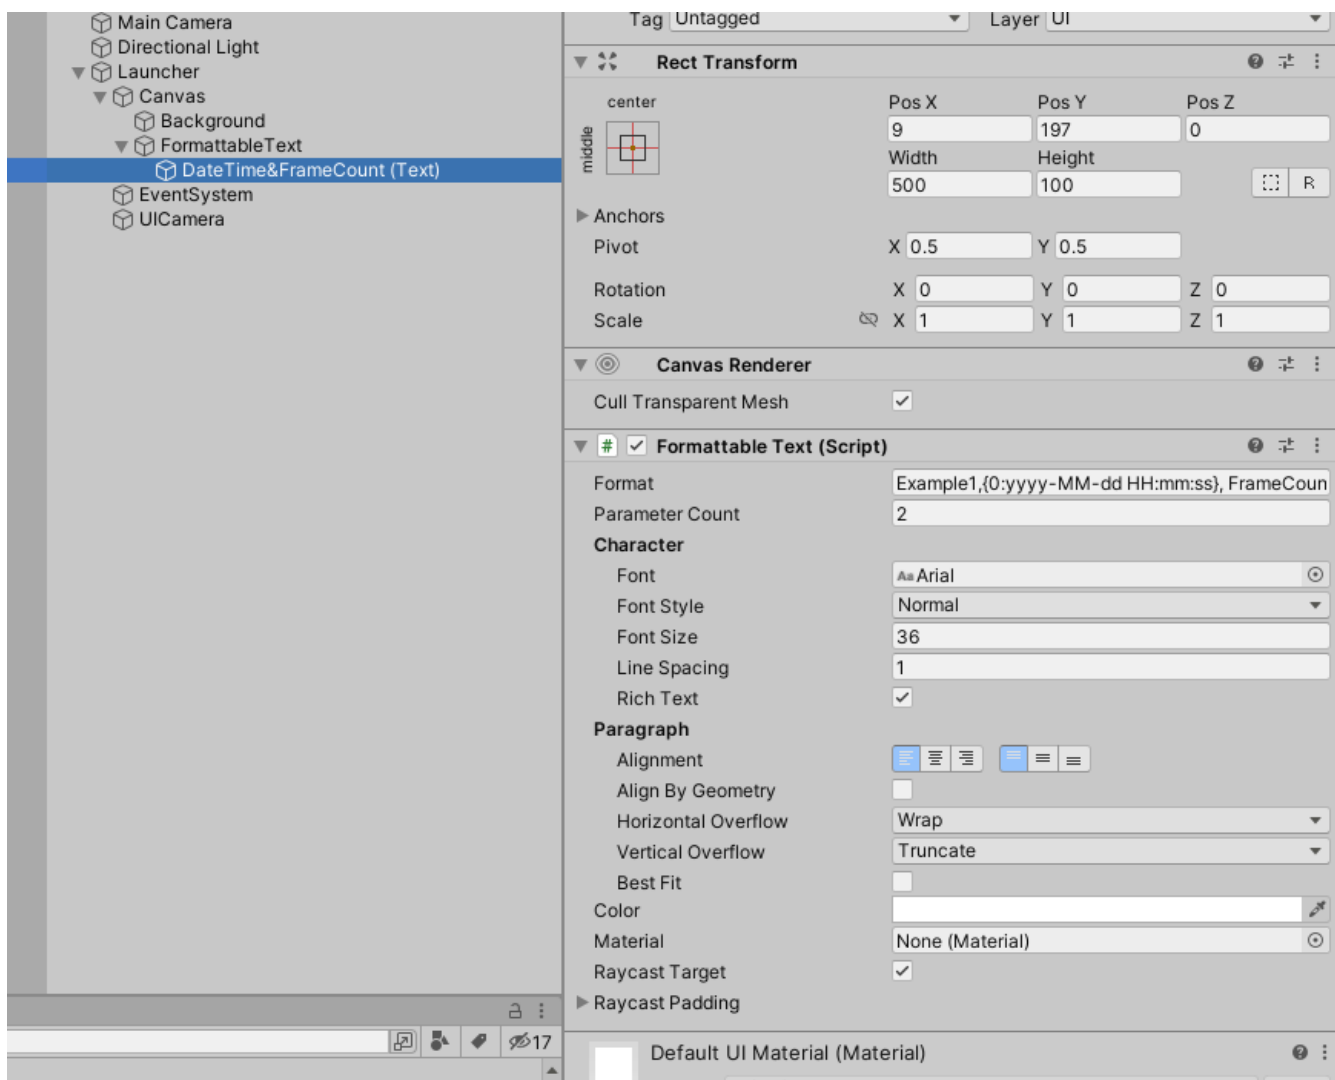 Main Camera
Directional Light
Launcher
Canvas
Background
FormattableText
DateTime&FrameCount (Text)
EventSystem
UICamera
17
Tag Untagged Layer UI
Rect Transform
center
middle
Pos X Pos Y Pos Z
9 197 0
Width Height
500 100
R
Anchors
Pivot X 0.5 Y 0.5
Rotation X 0 Y 0 Z 0
Scale X 1 Y 1 Z 1
Canvas Renderer
Cull Transparent Mesh
# Formattable Text (Script)
Format Example1,{0:yyyy-MM-dd HH:mm:ss}, FrameCoun
Parameter Count 2
Character
Font Aa Arial
Font Style Normal
Font Size 36
Line Spacing 1
Rich Text
Paragraph
Alignment
Align By Geometry
Horizontal Overflow Wrap
Vertical Overflow Truncate
Best Fit
Color
Material None (Material)
Raycast Target
Raycast Padding
Default UI Material (Material)